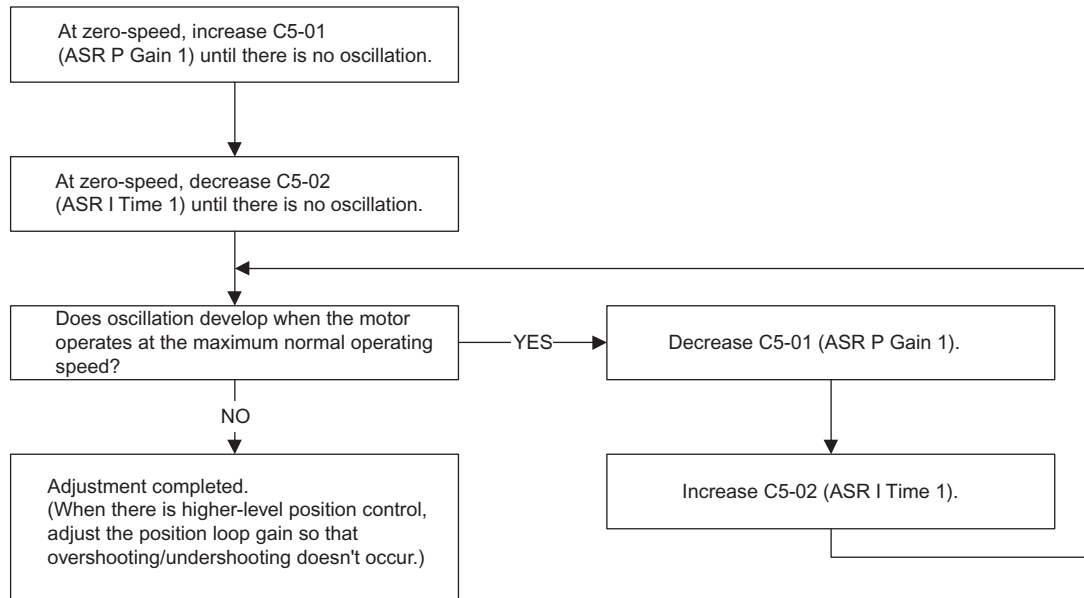 At zero-speed, increase C5-01
(ASR P Gain 1) until there is no oscillation.
At zero-speed, decrease C5-02
(ASR I Time 1) until there is no oscillation.
Does oscillation develop when the motor
operates at the maximum normal operating
speed?
YES
Decrease C5-01 (ASR P Gain 1).
NO
Increase C5-02 (ASR I Time 1).
Adjustment completed.
(When there is higher-level position control,
adjust the position loop gain so that
overshooting/undershooting doesn't occur.)